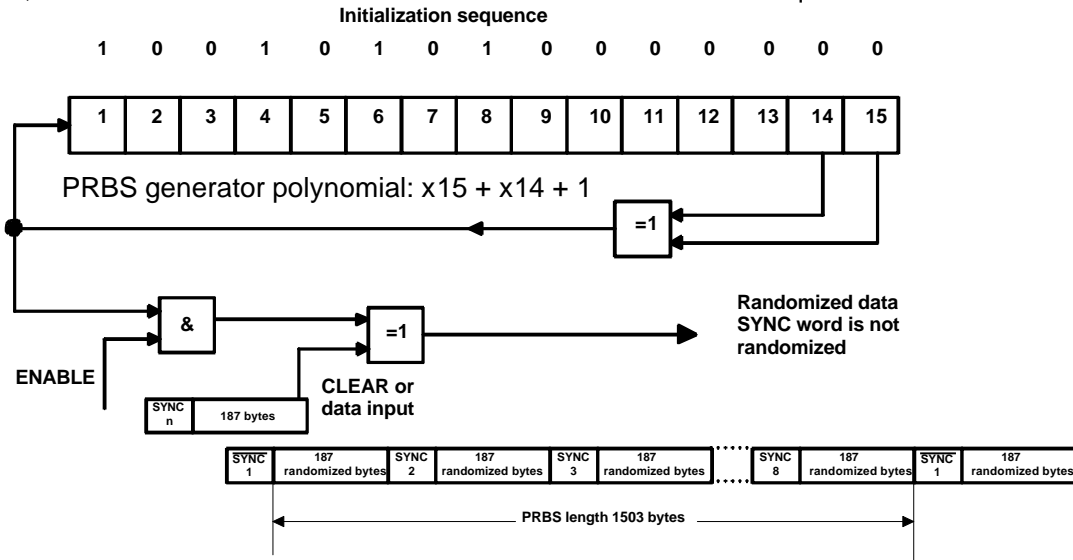 Initialization sequence
1 0 0 1 0 1 0 1 0 0 0 0 0 0 0
1 2 3 4 5 6 7 8 9 10 11 12 13 14 15
PRBS generator polynomial: x15 + x14 + 1
=1
&
=1
Randomized data
SYNC word is not
randomized
ENABLE
CLEAR or
data input
SYNC
n
187 bytes
SYNC
1
187
randomized bytes
SYNC
2
187
randomized bytes
SYNC
3
187
randomized bytes
SYNC
8
187
randomized bytes
SYNC
1
187
randomized bytes
PRBS length 1503 bytes